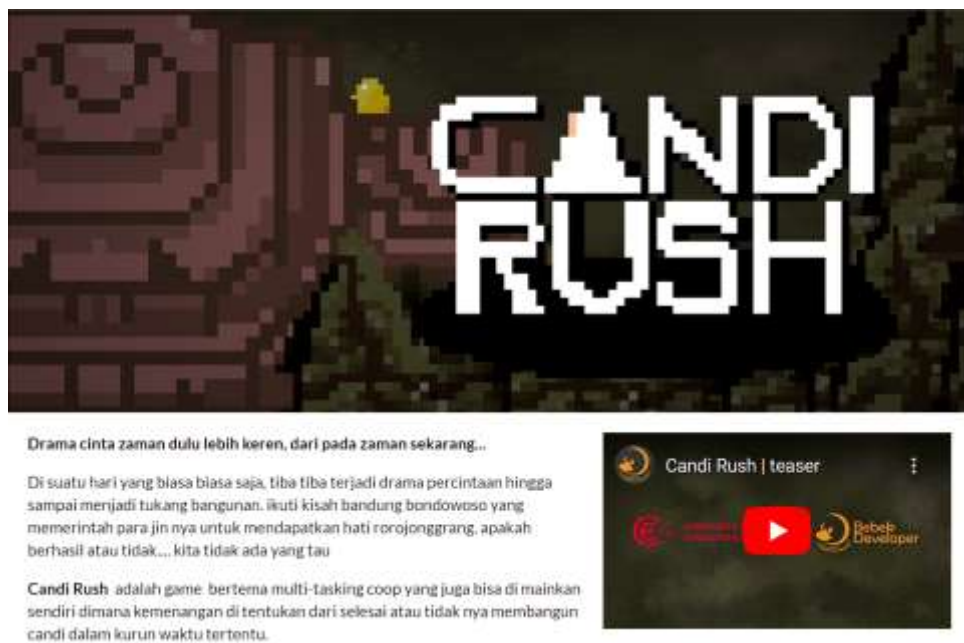 CANDI
RUSH
Drama cinta zaman dulu lebih keren, dari pada zaman sekarang...
Di suatu hari yang biasa biasa saja, tiba tiba terjadi drama percintaan hingga
sampai menjadi tukang bangunan. ikuti kisah bandung bondowoso yang
memerintah para jin nya untuk mendapatkan hati rorojonggrang, apakah
berhasil atau tidak.... kita tidak ada yang tau
Candi Rush adalah game bertema multi-tasking coop yang juga bisa di mainkan
sendiri dimana kemenangan di tentukan dari selesai atau tidak nya membangun
candi dalam kurun waktu tertentu.
Candi Rush | teaser
Bebek
Developer